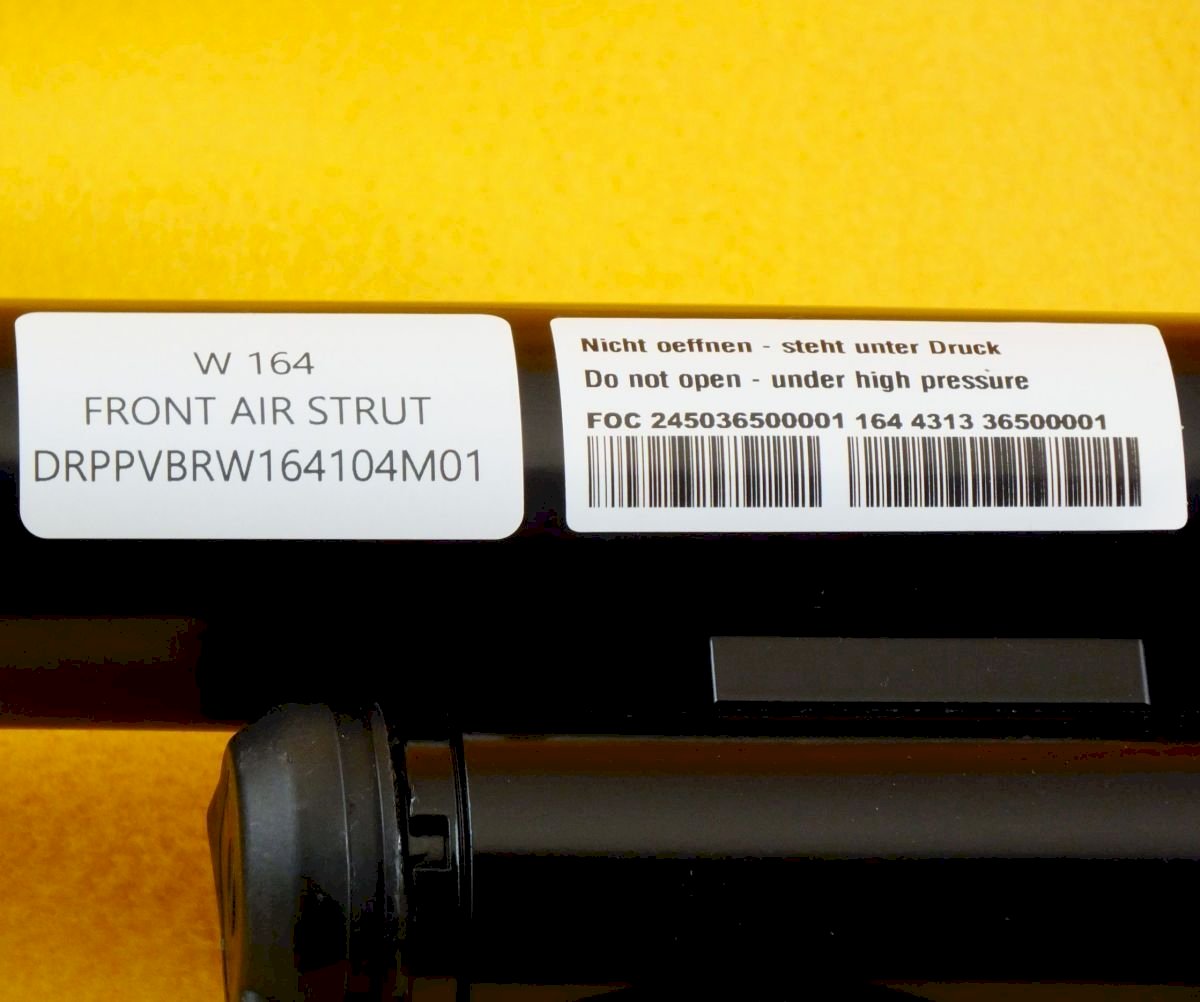 W 164
FRONT AIR STRUT
DRPPVBRW164104M01
Nicht oeffnen - steht unter Druck
Do not open - under high pressure
FOC 245036500001 164 4313 36500001